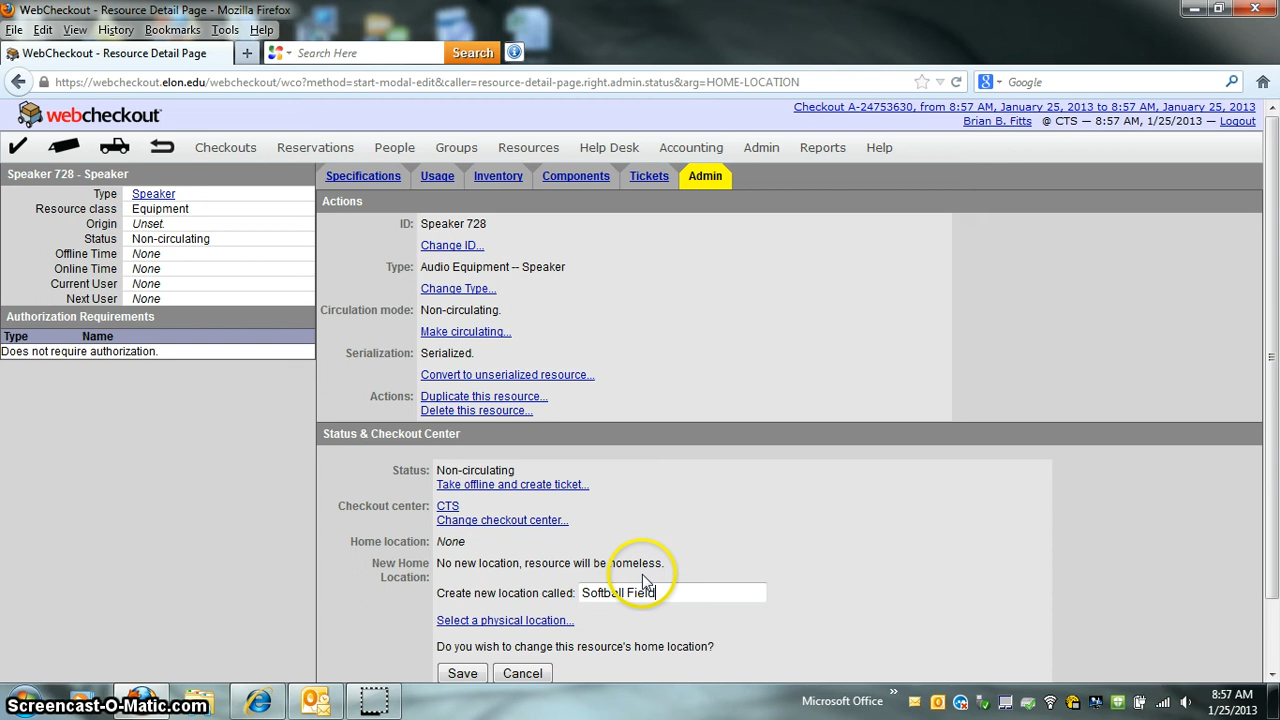 WebCheckout - Resource Detail Page - Mozilla Firefox
File Edit View History Bookmarks Tools Help
WebCheckout - Resource Detail Page
Search Here
Search
https://webcheckout.elon.edu/webcheckout/wco?method=start-modal-edit&caller=resource-detail-page.right.admin.status&arg=HOME-LOCATION
Google
webcheckout
Checkout A-24753630, from 8:57 AM, January 25, 2013 to 8:57 AM, January 25, 2013
Brian B. Fitts @ CTS — 8:57 AM, 1/25/2013 Logout
Checkouts Reservations People Groups Resources Help Desk Accounting Admin Reports Help
Speaker 728 - Speaker
Type Speaker
Resource class Equipment
Origin Unset.
Status Non-circulating
Offline Time None
Online Time None
Current User None
Next User None
Authorization Requirements
Type Name
Does not require authorization.
Specifications Usage Inventory Components Tickets Admin
Actions
ID: Speaker 728
Change ID...
Type: Audio Equipment -- Speaker
Change Type...
Circulation mode: Non-circulating.
Make circulating...
Serialization: Serialized.
Convert to unserialized resource...
Actions: Duplicate this resource...
Delete this resource...
Status & Checkout Center
Status: Non-circulating
Take offline and create ticket...
Checkout center: CTS
Change checkout center...
Home location: None
New Home Location: No new location, resource will be homeless.
Create new location called: Softball Field
Select a physical location...
Do you wish to change this resource's home location?
Save Cancel
Screencast-O-Matic.com
Microsoft Office
8:57 AM
1/25/2013